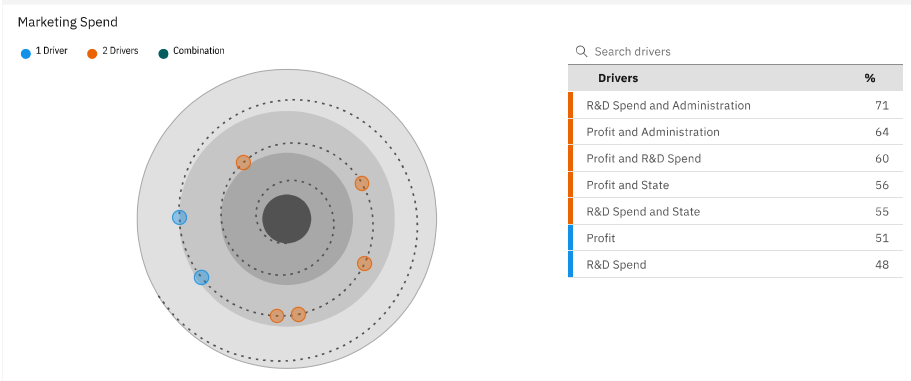 Marketing Spend
1 Driver 2 Drivers Combination
Search drivers
Drivers %
R&D Spend and Administration 71
Profit and Administration 64
Profit and R&D Spend 60
Profit and State 56
R&D Spend and State 55
Profit 51
R&D Spend 48